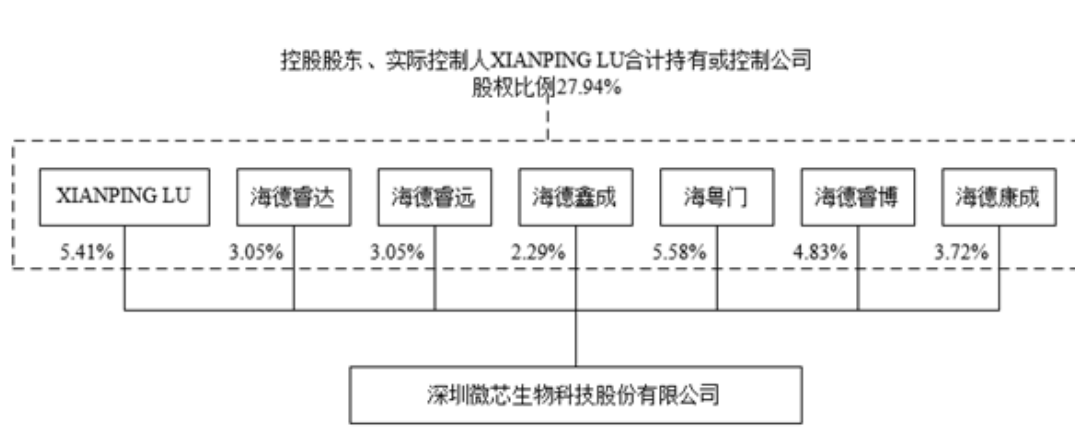 控股股东、实际控制人XIANPING LU合计持有或控制公司
股权比例27.94%
XIANPING LU
海德睿达
海德睿远
海德鑫成
海粤门
海德睿博
海德康成
5.41%
3.05%
3.05%
2.29%
5.58%
4.83%
3.72%
深圳微芯生物科技股份有限公司